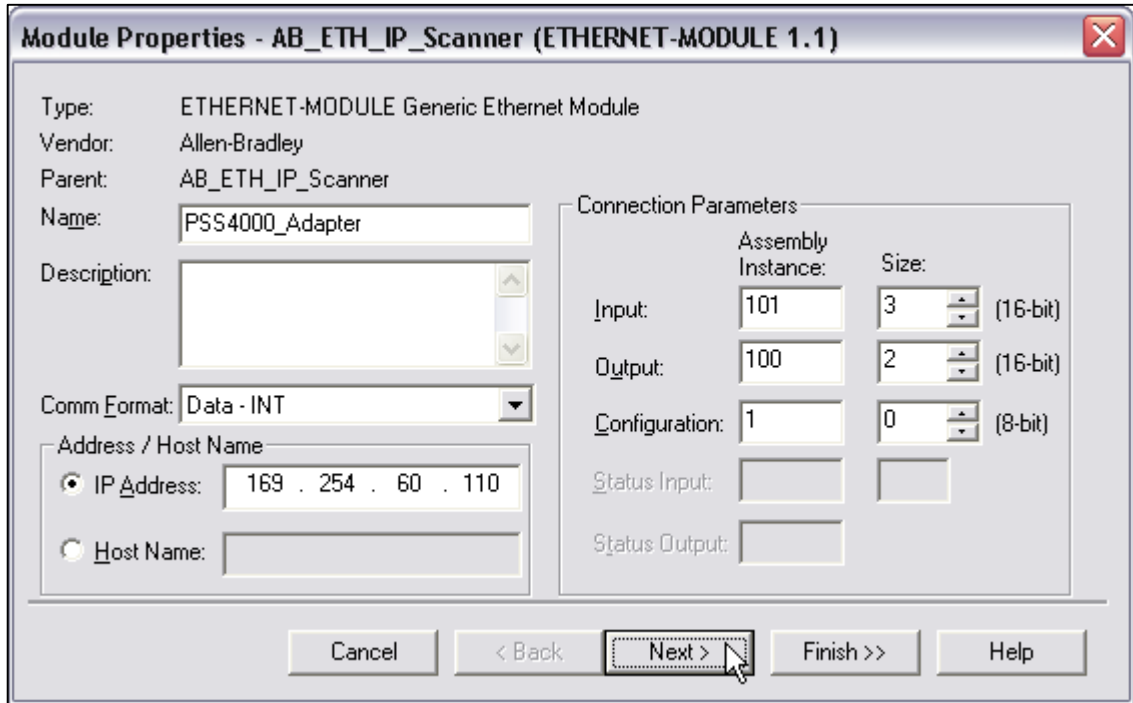 Module Properties - AB_ETH_IP_Scanner (ETHERNET-MODULE 1.1)
Type: ETHERNET-MODULE Generic Ethernet Module
Vendor: Allen-Bradley
Parent: AB_ETH_IP_Scanner
Name: PSS4000_Adapter
Description:
Comm Format: Data - INT
Address / Host Name
IP Address: 169 . 254 . 60 . 110
Host Name:
Connection Parameters
Assembly Instance: Size:
Input: 101 3 (16-bit)
Output: 100 2 (16-bit)
Configuration: 1 0 (8-bit)
Status Input:
Status Output:
Cancel < Back Next > Finish >> Help